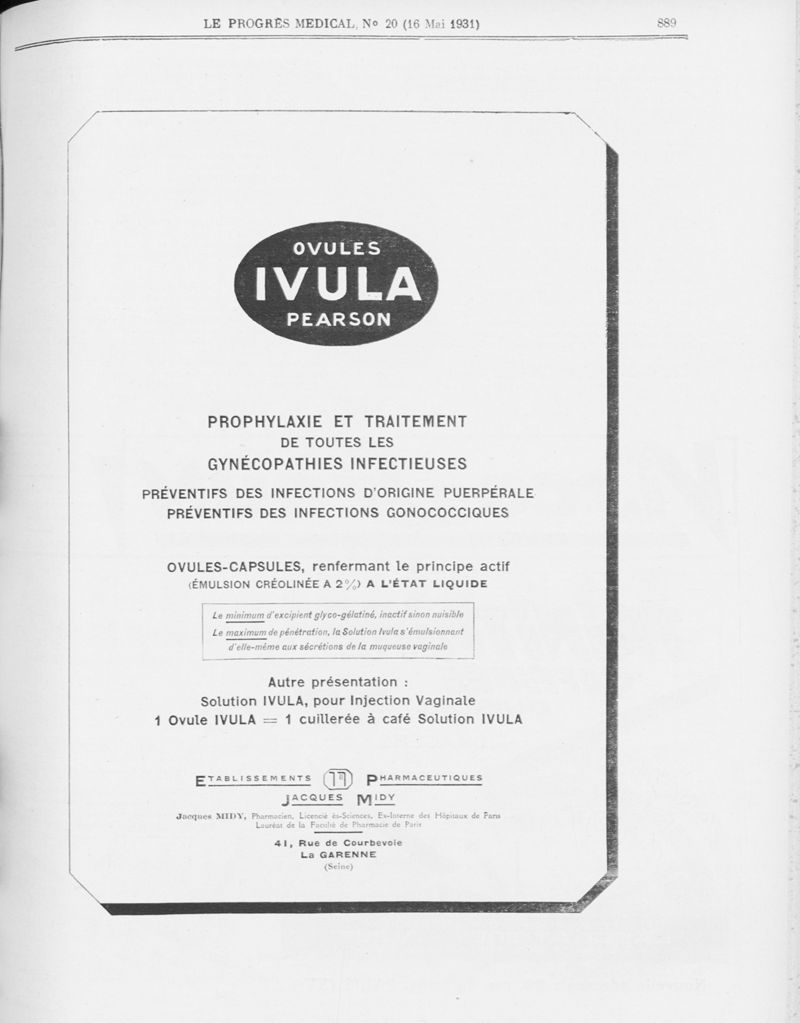 LE PROGRÈS MEDICAL, No 20 (16 Mai 1931) 889
OVULES
IVULA
PEARSON
PROPHYLAXIE ET TRAITEMENT
DE TOUTES LES
GYNÉCOPATHIES INFECTIEUSES
PRÉVENTIFS DES INFECTIONS D'ORIGINE PUERPÉRALE
PRÉVENTIFS DES INFECTIONS GONOCOCCIQUES
OVULES-CAPSULES, renfermant le principe actif
(ÉMULSION CRÉOLINÉE A 2%) A L'ÉTAT LIQUIDE
Le minimum d'excipient glyco-gélatiné, inactif sinon nuisible
Le maximum de pénétration, la Solution Ivula s'émulsionnant
d'elle-même aux sécrétions de la muqueuse vaginale
Autre présentation :
Solution IVULA, pour Injection Vaginale
1 Ovule IVULA = 1 cuillerée à café Solution IVULA
ETABLISSEMENTS PHARMACEUTIQUES
JACQUES MIDY
Jacques MIDY, Pharmacien, Licencié ès-Sciences, Ex-Interne des Hôpitaux de Paris
Lauréat de la Faculté de Pharmacie de Paris
41, Rue de Courbevoie
La GARENNE
(Seine)